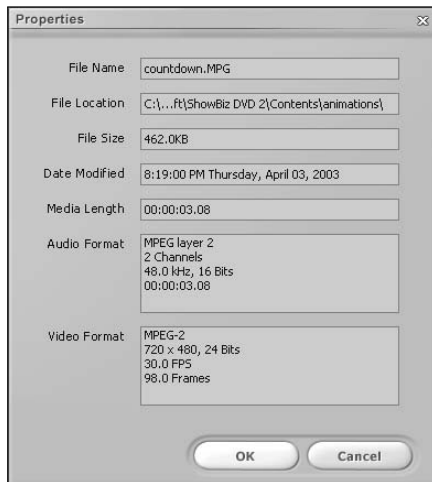 Properties
File Name countdown.MPG
File Location C:\...ft\ShowBiz DVD 2\Contents\animations\
File Size 462.0KB
Date Modified 8:19:00 PM Thursday, April 03, 2003
Media Length 00:00:03.08
Audio Format MPEG layer 2
2 Channels
48.0 kHz, 16 Bits
00:00:03.08
Video Format MPEG-2
720 x 480, 24 Bits
30.0 FPS
98.0 Frames
OK Cancel